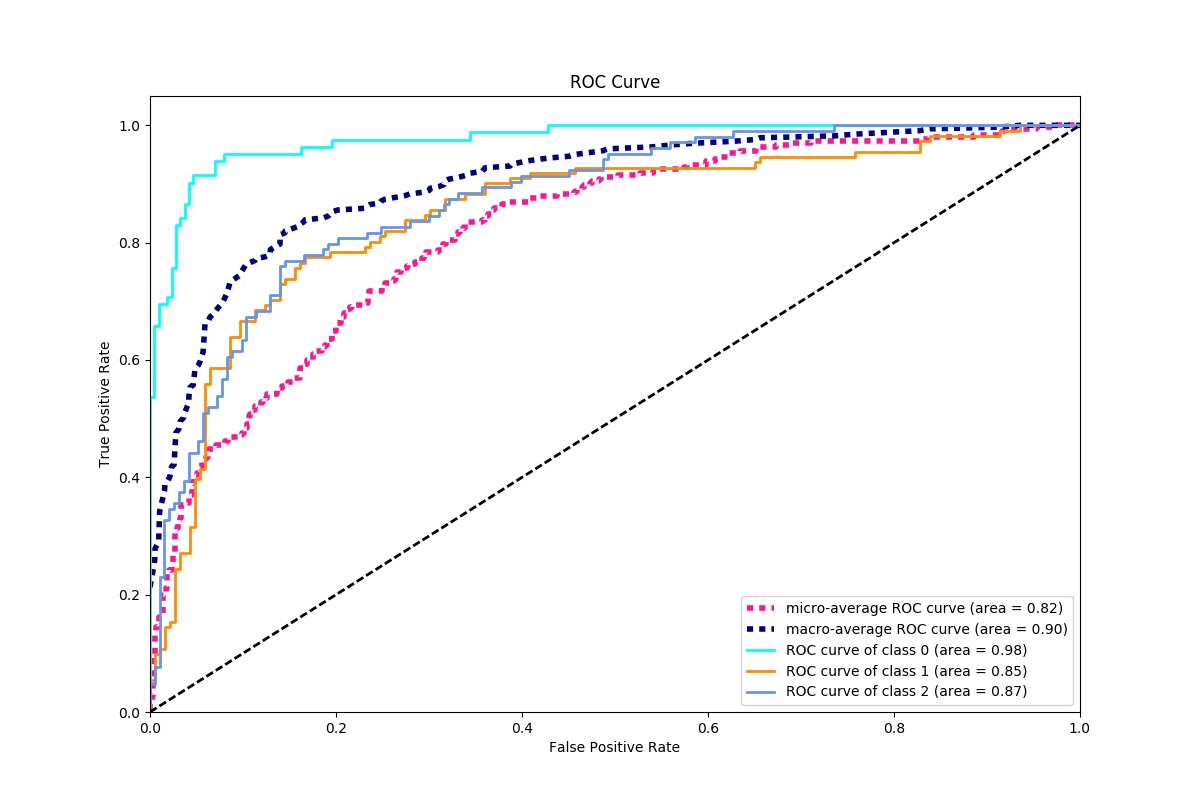 ROC Curve
1.0
0.8
0.6
0.4
0.2
0.0
True Positive Rate
micro-average ROC curve (area = 0.82)
macro-average ROC curve (area = 0.90)
ROC curve of class 0 (area = 0.98)
ROC curve of class 1 (area = 0.85)
ROC curve of class 2 (area = 0.87)
0.0 0.2 0.4 0.6 0.8 1.0
False Positive Rate